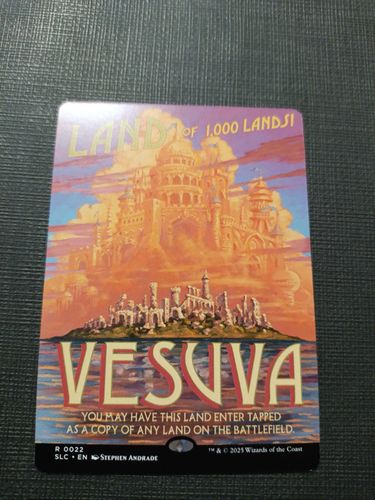 LAND OF 1,000 LANDS!
VESUVA
YOU MAY HAVE THIS LAND ENTER TAPPED
AS A COPY OF ANY LAND ON THE BATTLEFIELD.
R 0022
SLC • EN STEPHEN ANDRADE
™ & © 2025 Wizards of the Coast